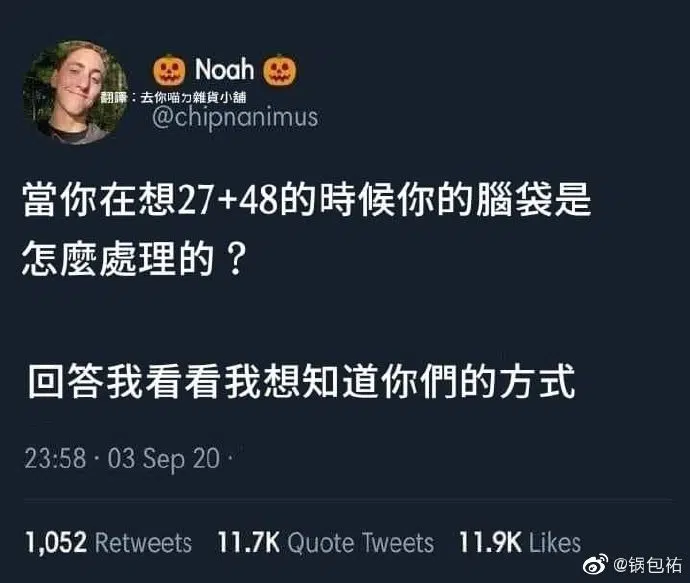 🎃 Noah 🎃
翻譯：去你喵ㄉ雜貨小舖
@chipnanimus
當你在想27+48的時候你的腦袋是
怎麼處理的？
回答我看看我想知道你們的方式
23:58 · 03 Sep 20 ·
1,052 Retweets 11.7K Quote Tweets 11.9K Likes
@锅包祐